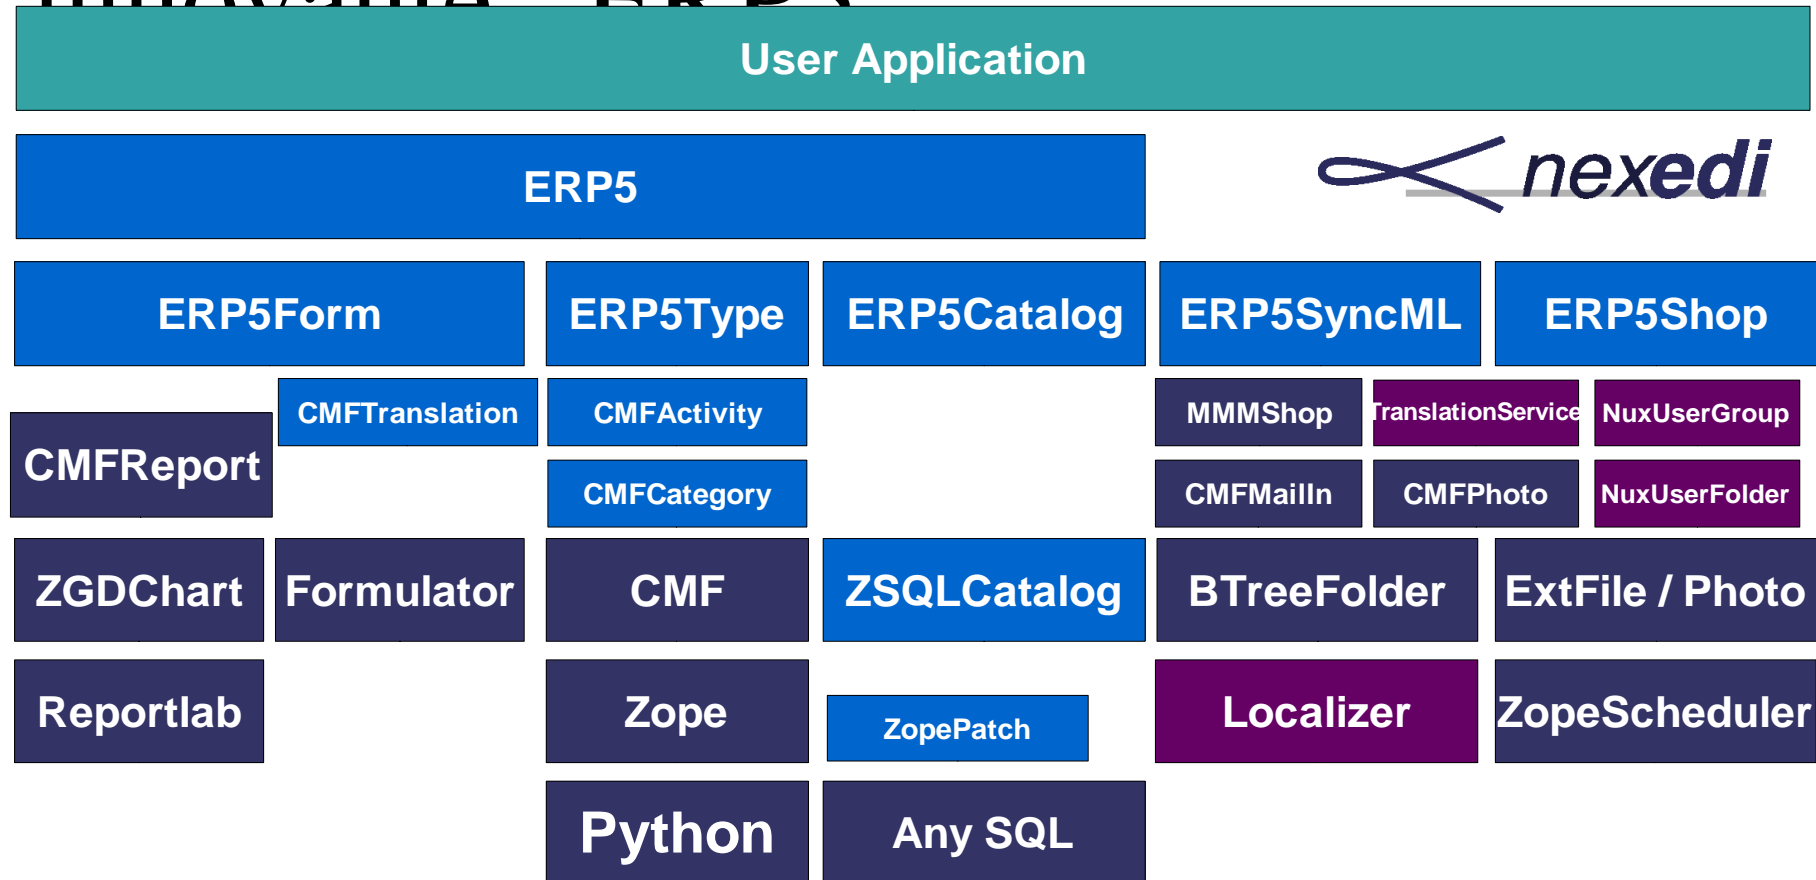 User Application
ERP5
nexedi
ERP5Form
ERP5Type
ERP5Catalog
ERP5SyncML
ERP5Shop
CMFTranslation
CMFActivity
MMMShop
TranslationService
NuxUserGroup
CMFReport
CMFCategory
CMFMailIn
CMFPhoto
NuxUserFolder
ZGDChart
Formulator
CMF
ZSQLCatalog
BTreeFolder
ExtFile / Photo
Reportlab
Zope
ZopePatch
Localizer
ZopeScheduler
Python
Any SQL